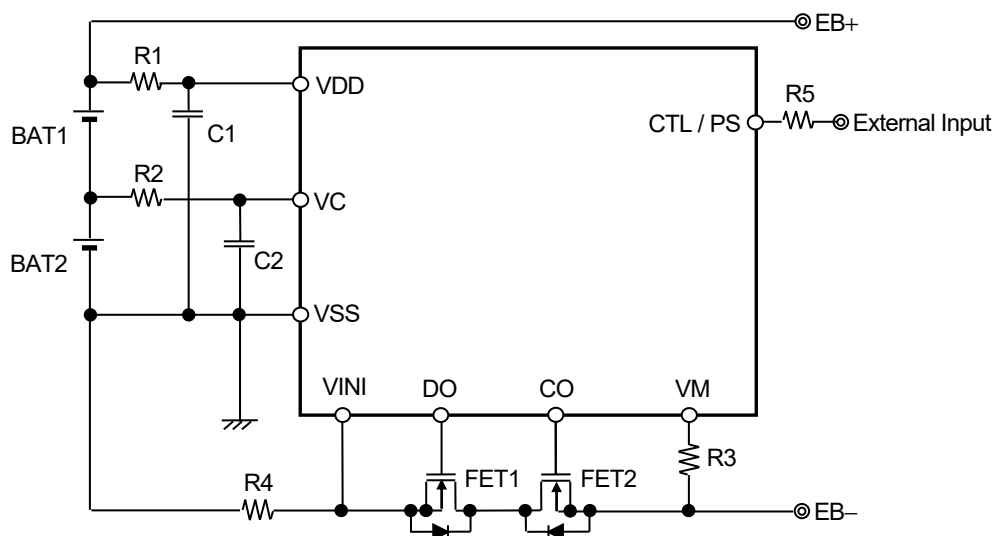 EB+
R1
VDD
C1
BAT1
CTL / PS
R5
External Input
R2
VC
C2
BAT2
VSS
VINI
DO
CO
VM
R4
FET1
FET2
R3
EB−